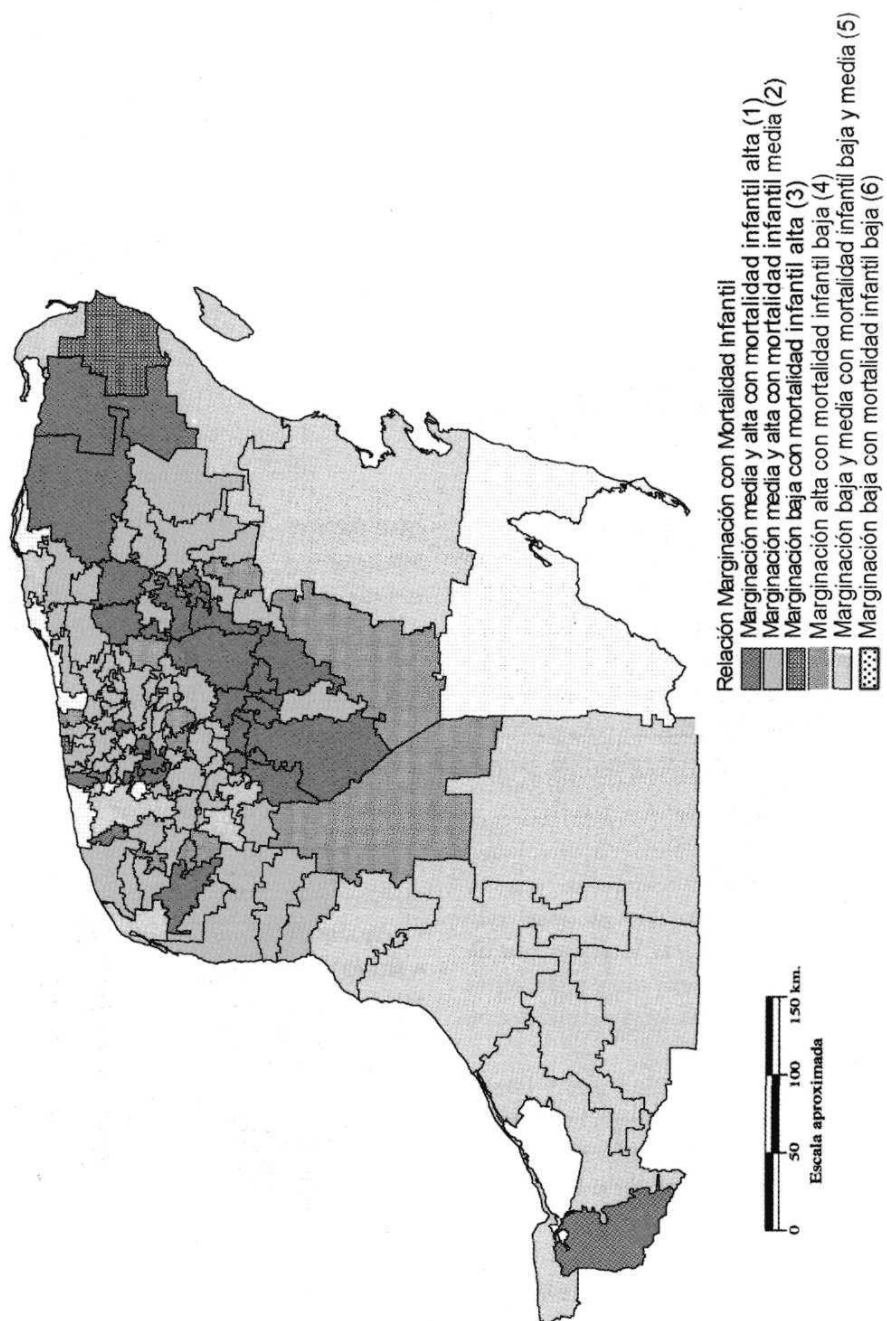 Relación Marginación con Mortalidad Infantil
Marginación media y alta con mortalidad infantil alta (1)
Marginación media y alta con mortalidad infantil media (2)
Marginación baja con mortalidad infantil alta (3)
Marginación alta con mortalidad infantil baja (4)
Marginación baja y media con mortalidad infantil baja y media (5)
Marginación baja con mortalidad infantil baja (6)
0 50 100 150 km.
Escala aproximada